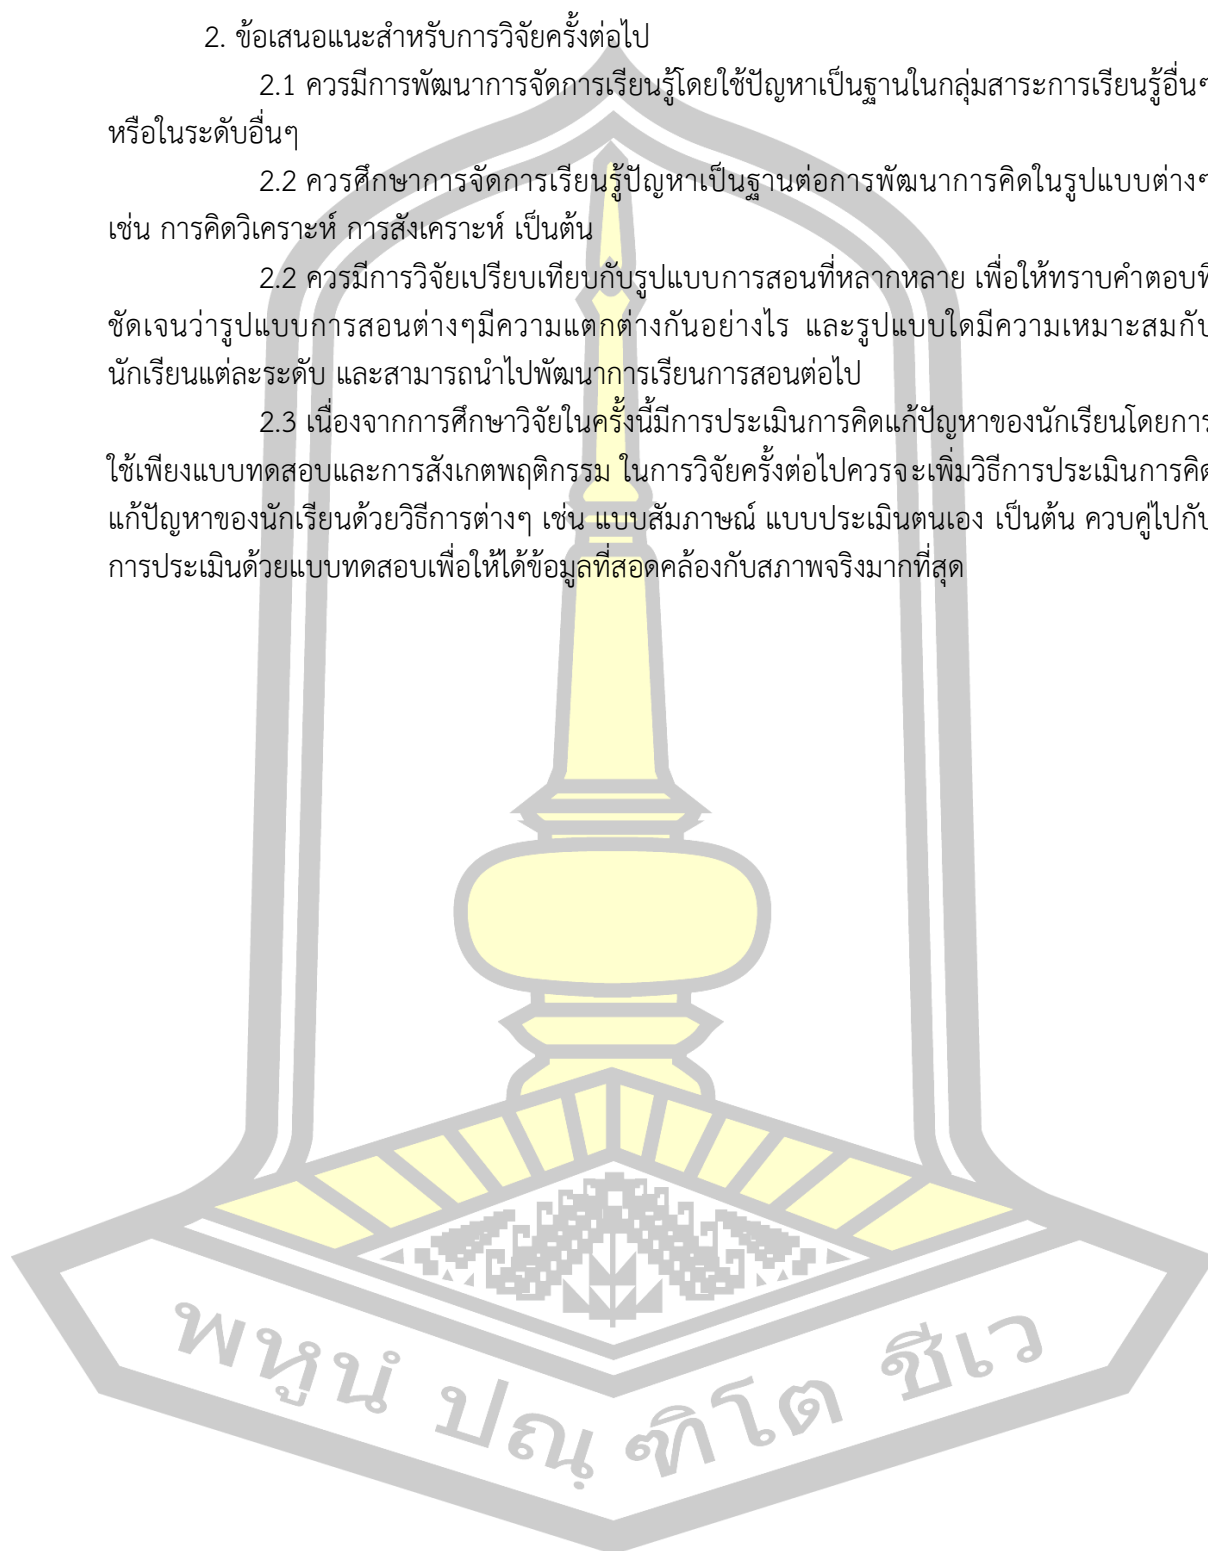 2. ข้อเสนอแนะสำหรับการวิจัยครั้งต่อไป
2.1 ควรมีการพัฒนาการจัดการเรียนรู้โดยใช้ปัญหาเป็นฐานในกลุ่มสาระการเรียนรู้อื่นๆ
หรือในระดับอื่นๆ
2.2 ควรศึกษาการจัดการเรียนรู้ปัญหาเป็นฐานต่อการพัฒนาการคิดในรูปแบบต่างๆ
เช่น การคิดวิเคราะห์ การสังเคราะห์ เป็นต้น
2.2 ควรมีการวิจัยเปรียบเทียบกับรูปแบบการสอนที่หลากหลาย เพื่อให้ทราบคำตอบที่
ชัดเจนว่ารูปแบบการสอนต่างๆมีความแตกต่างกันอย่างไร และรูปแบบใดมีความเหมาะสมกับ
นักเรียนแต่ละระดับ และสามารถนำไปพัฒนาการเรียนการสอนต่อไป
2.3 เนื่องจากการศึกษาวิจัยในครั้งนี้มีการประเมินการคิดแก้ปัญหาของนักเรียนโดยการ
ใช้เพียงแบบทดสอบและการสังเกตพฤติกรรม ในการวิจัยครั้งต่อไปควรจะเพิ่มวิธีการประเมินการคิด
แก้ปัญหาของนักเรียนด้วยวิธีการต่างๆ เช่น แบบสัมภาษณ์ แบบประเมินตนเอง เป็นต้น ควบคู่ไปกับ
การประเมินด้วยแบบทดสอบเพื่อให้ได้ข้อมูลที่สอดคล้องกับสภาพจริงมากที่สุด
พหูนํ ปณฺ ฑิโต ชีเว